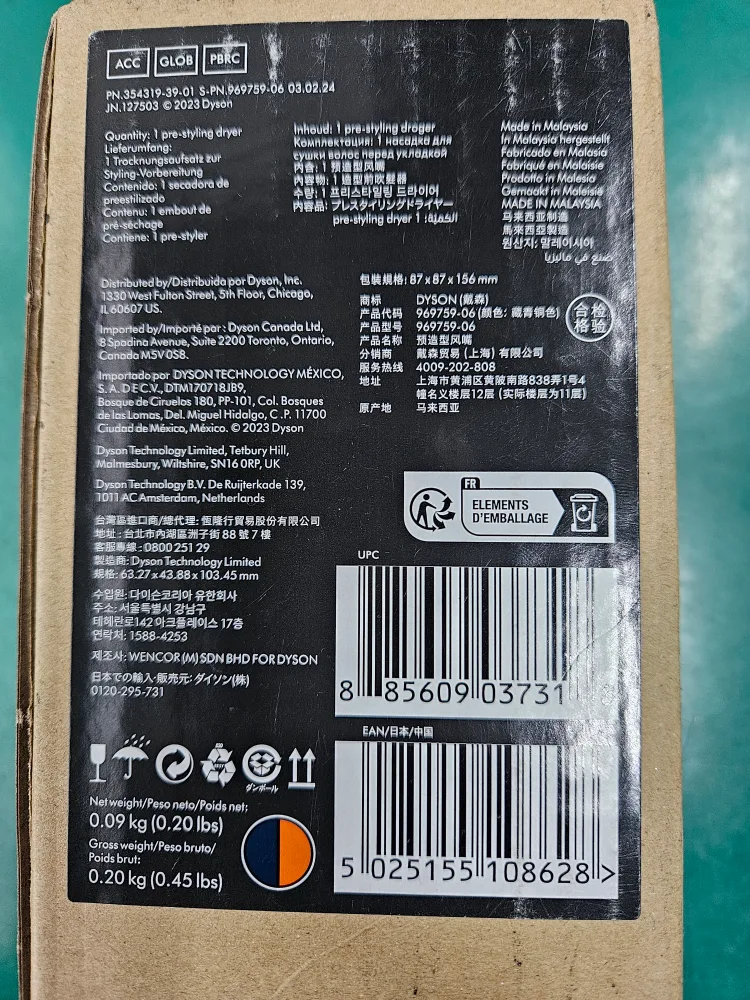 ACC GLOB PBRC
PN.354319-39-01 S-PN.969759-06 03.02.24
JN.127503 © 2023 Dyson
Quantity: 1 pre-styling dryer
Lieferumfang:
1 Trocknungsaufsatz zur
Styling-Vorbereitung
Contenido: 1 secadora de
preestilizado
Contenu: 1 embout de
pré-séchage
Contiene: 1 pre-styler
Inhoud: 1 pre-styling droger
Комплектация: 1 насадка для
сушки волос перед укладкой
内含: 1 预造型风嘴
內容物: 1 造型前吹整器
수량: 1 프리스타일링 드라이어
内容品: プレスタイリングドライヤー
الكمية: 1 pre-styling dryer
Made in Malaysia
In Malaysia hergestellt
Fabricado en Malasia
Fabriqué en Malaisie
Prodotto in Malesia
Gemaakt in Maleisië
MADE IN MALAYSIA
马来西亚制造
馬來西亞製造
원산지: 말레이시아
صنع في ماليزيا
Distributed by/Distribuida por Dyson, Inc.
1330 West Fulton Street, 5th Floor, Chicago,
IL 60607 US.
Imported by/Importé par : Dyson Canada Ltd,
8 Spadina Avenue, Suite 2200 Toronto, Ontario,
Canada M5V 0S8.
Importado por DYSON TECHNOLOGY MÉXICO,
S. A. DE C.V., DTM170718JB9,
Bosque de Ciruelos 180, PP-101, Col. Bosques
de las Lomas, Del. Miguel Hidalgo, C .P. 11700
Ciudad de México, México. © 2023 Dyson
Dyson Technology Limited, Tetbury Hill,
Malmesbury, Wiltshire, SN16 0RP, UK
Dyson Technology B.V. De Ruijterkade 139,
1011 AC Amsterdam, Netherlands
台灣區進口商/總代理: 恆隆行貿易股份有限公司
地址: 台北市內湖區洲子街 88 號 7 樓
客服專線: 0800 251 29
製造商: Dyson Technology Limited
規格: 63.27 x 43.88 x 103.45 mm
수입원: 다이슨코리아 유한회사
주소: 서울특별시 강남구
테헤란로142 아크플레이스 17층
연락처: 1588-4253
제조사: WENCOR (M) SDN BHD FOR DYSON
日本での輸入・販売元: ダイソン(株)
0120-295-731
包裝規格: 87 x 87 x 156 mm
商标 DYSON (戴森)
产品代码 969759-06 (颜色: 藏青铜色)
产品型号 969759-06
产品名称 预造型风嘴
分销商 戴森贸易 (上海) 有限公司
服务热线 4009-202-808
地址 上海市黄浦区黄陂南路838弄1号4
幢名义楼层12层 (实际楼层为11层)
原产地 马来西亚
合检
格验
FR
ELEMENTS
D'EMBALLAGE
UPC
8 85609 03731
EAN/日本/中国
5 025155 108628 >
ダンボール
Net weight/Peso neto/Poids net:
0.09 kg (0.20 lbs)
Gross weight/Peso bruto/
Poids brut:
0.20 kg (0.45 lbs)